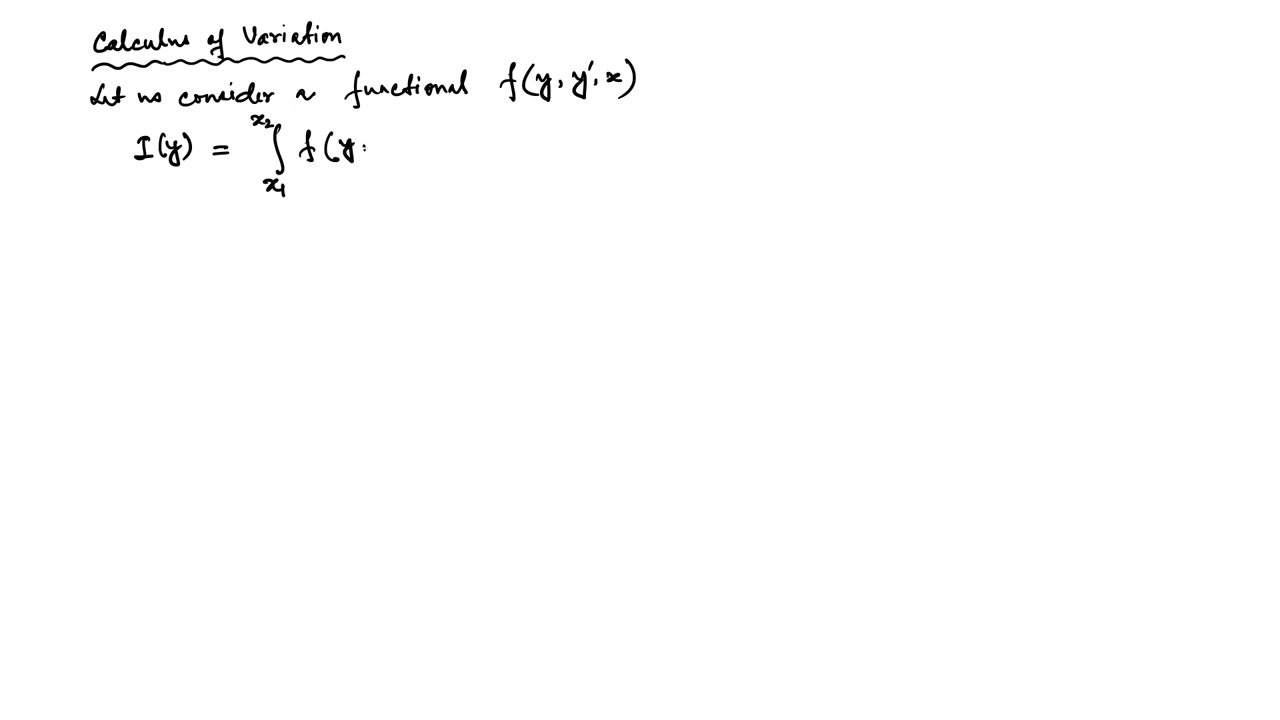 Calculus of Variation
Let us consider a functional f(y, y', x)
I(y) = ∫_{x₁}^{x₂} f(y,